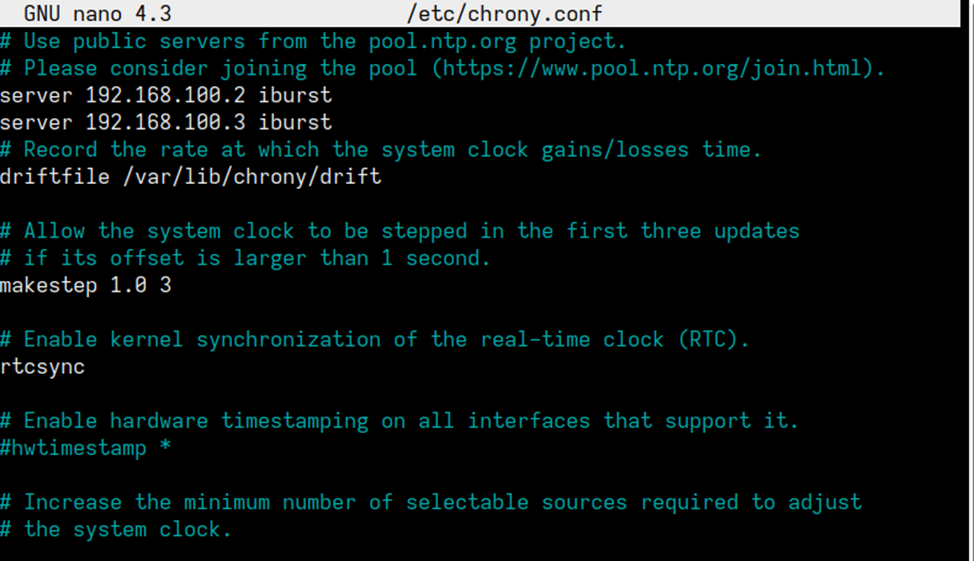 GNU nano 4.3 /etc/chrony.conf
# Use public servers from the pool.ntp.org project.
# Please consider joining the pool (https://www.pool.ntp.org/join.html).
server 192.168.100.2 iburst
server 192.168.100.3 iburst
# Record the rate at which the system clock gains/losses time.
driftfile /var/lib/chrony/drift
# Allow the system clock to be stepped in the first three updates
# if its offset is larger than 1 second.
makestep 1.0 3
# Enable kernel synchronization of the real-time clock (RTC).
rtcsync
# Enable hardware timestamping on all interfaces that support it.
#hwtimestamp *
# Increase the minimum number of selectable sources required to adjust
# the system clock.